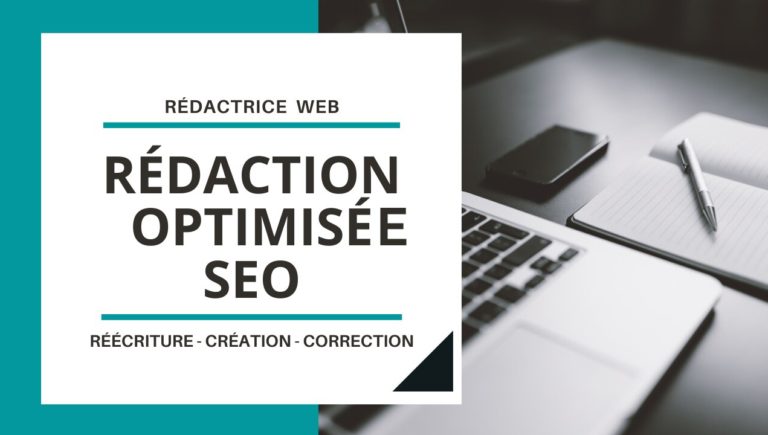 RÉDACTRICE WEB
RÉDACTION
OPTIMISÉE
SEO
RÉÉCRITURE - CRÉATION - CORRECTION